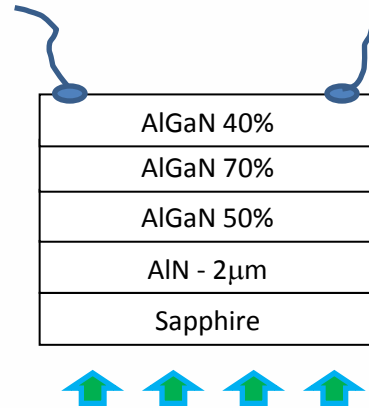 AlGaN 40%
AlGaN 70%
AlGaN 50%
AlN - 2μm
Sapphire